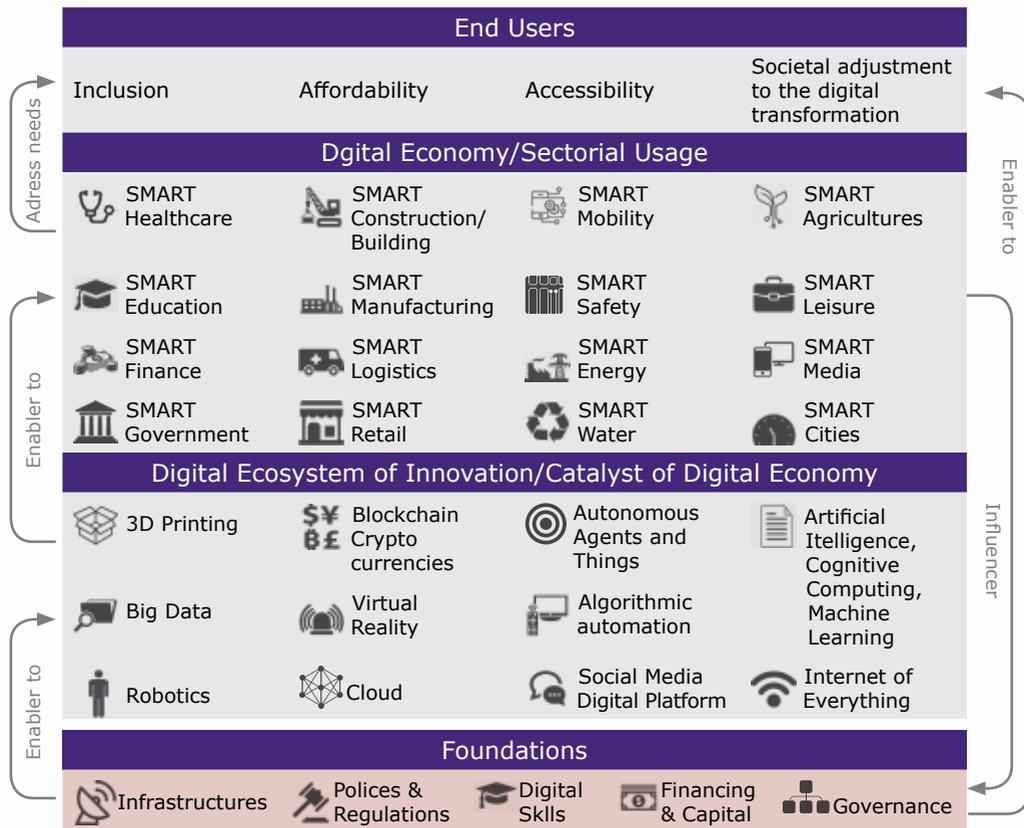 End Users
Inclusion
Affordability
Accessibility
Societal adjustment
to the digital
transformation
Adress needs
Enabler to
Dgital Economy/Sectorial Usage
SMART
Healthcare
SMART
Construction/
Building
SMART
Mobility
SMART
Agricultures
SMART
Education
SMART
Manufacturing
SMART
Safety
SMART
Leisure
SMART
Finance
SMART
Logistics
SMART
Energy
SMART
Media
SMART
Government
SMART
Retail
SMART
Water
SMART
Cities
Enabler to
Digital Ecosystem of Innovation/Catalyst of Digital Economy
3D Printing
$¥
B£
Blockchain
Crypto
currencies
Autonomous
Agents and
Things
Artificial
Itelligence,
Cognitive
Computing,
Machine
Learning
Influencer
Big Data
Virtual
Reality
Algorithmic
automation
Robotics
Cloud
Social Media
Digital Platform
Internet of
Everything
Enabler to
Foundations
Infrastructures
Polices &
Regulations
Digital
Sklls
Financing
& Capital
Governance